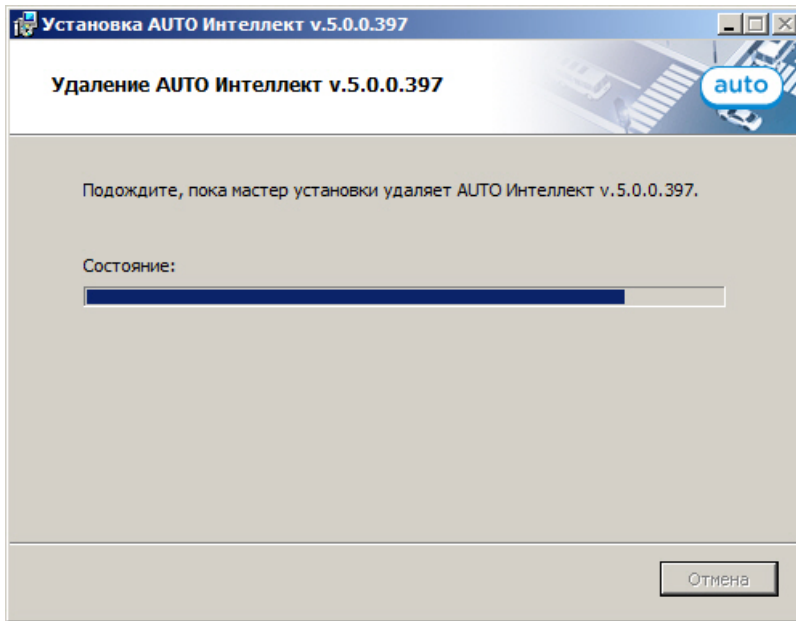 Установка AUTO Интеллект v.5.0.0.397
Удаление AUTO Интеллект v.5.0.0.397
auto
Подождите, пока мастер установки удаляет AUTO Интеллект v.5.0.0.397.
Состояние:
Отмена